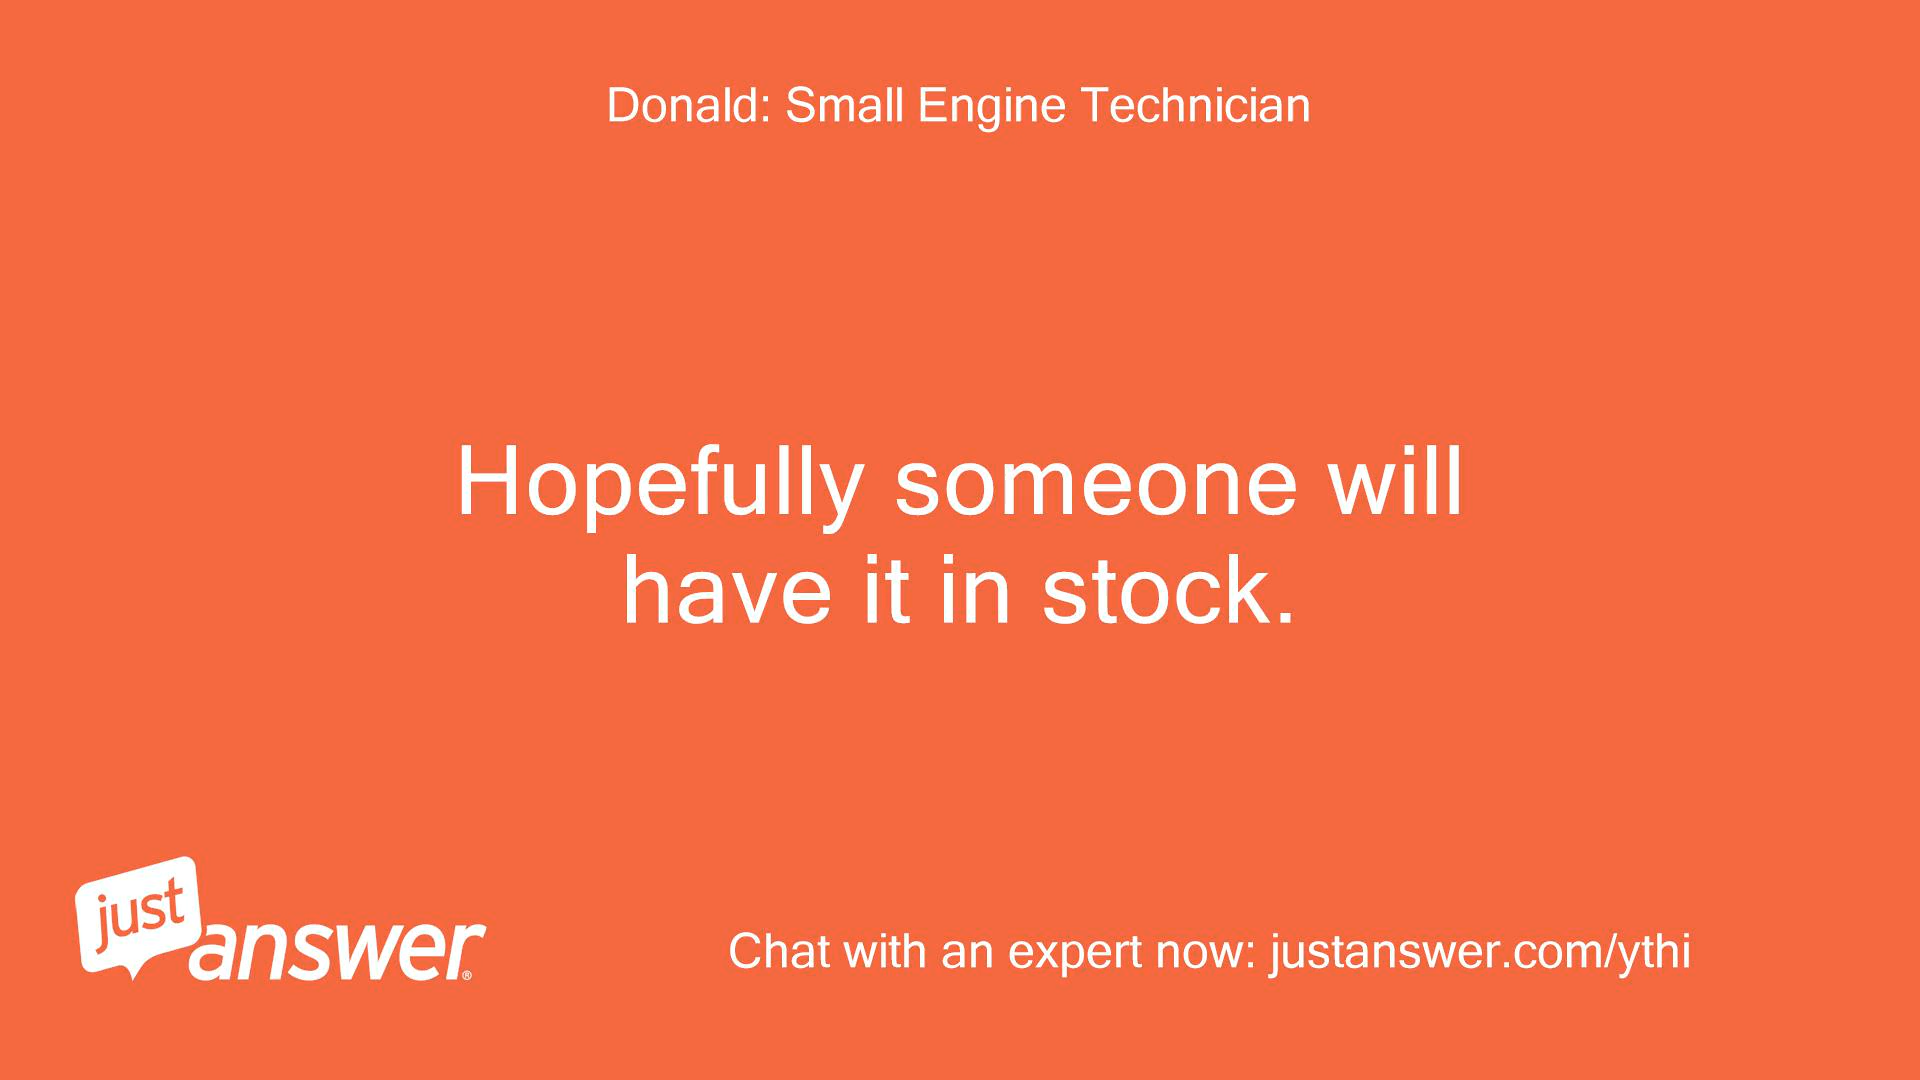 Donald: Small Engine Technician
Hopefully someone will
have it in stock.
just
answer®
Chat with an expert now: justanswer.com/ythi